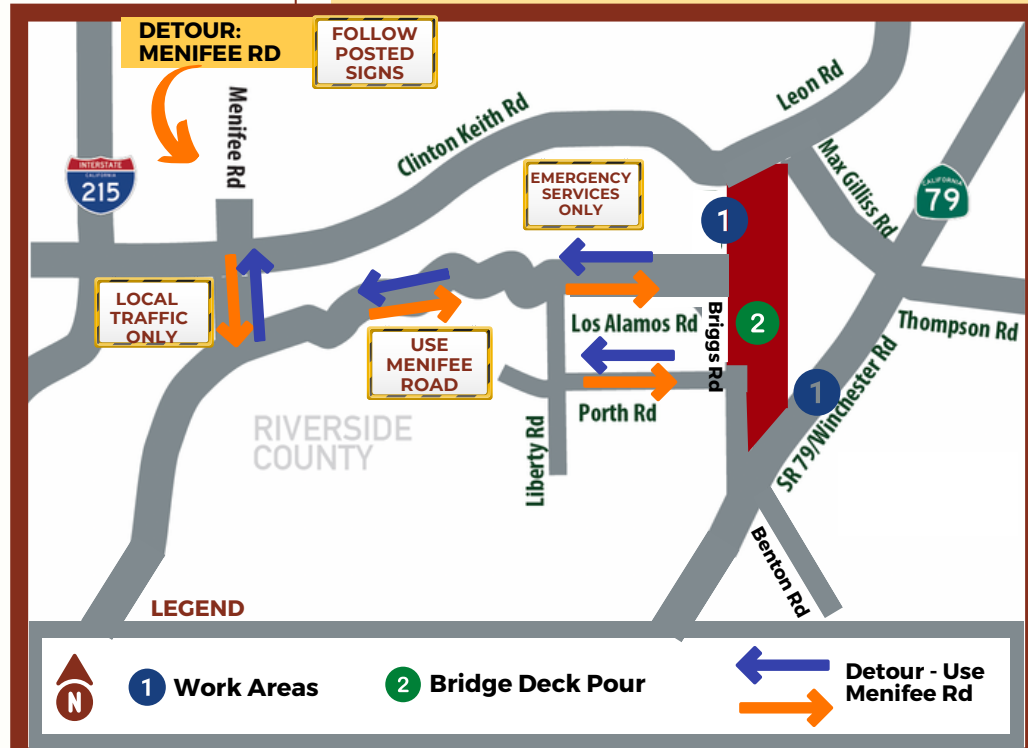 DETOUR:
MENIFEE RD
FOLLOW
POSTED
SIGNS
Menifee Rd
Clinton Keith Rd
Leon Rd
Max Gilliss Rd
INTERSTATE
CALIFORNIA
215
CALIFORNIA
79
EMERGENCY
SERVICES
ONLY
1
LOCAL
TRAFFIC
ONLY
USE
MENIFEE
ROAD
Los Alamos Rd
Briggs Rd
2
Thompson Rd
Porth Rd
1
SR 79/Winchester Rd
RIVERSIDE
COUNTY
Liberty Rd
Benton Rd
LEGEND
N
1 Work Areas
2 Bridge Deck Pour
Detour - Use
Menifee Rd